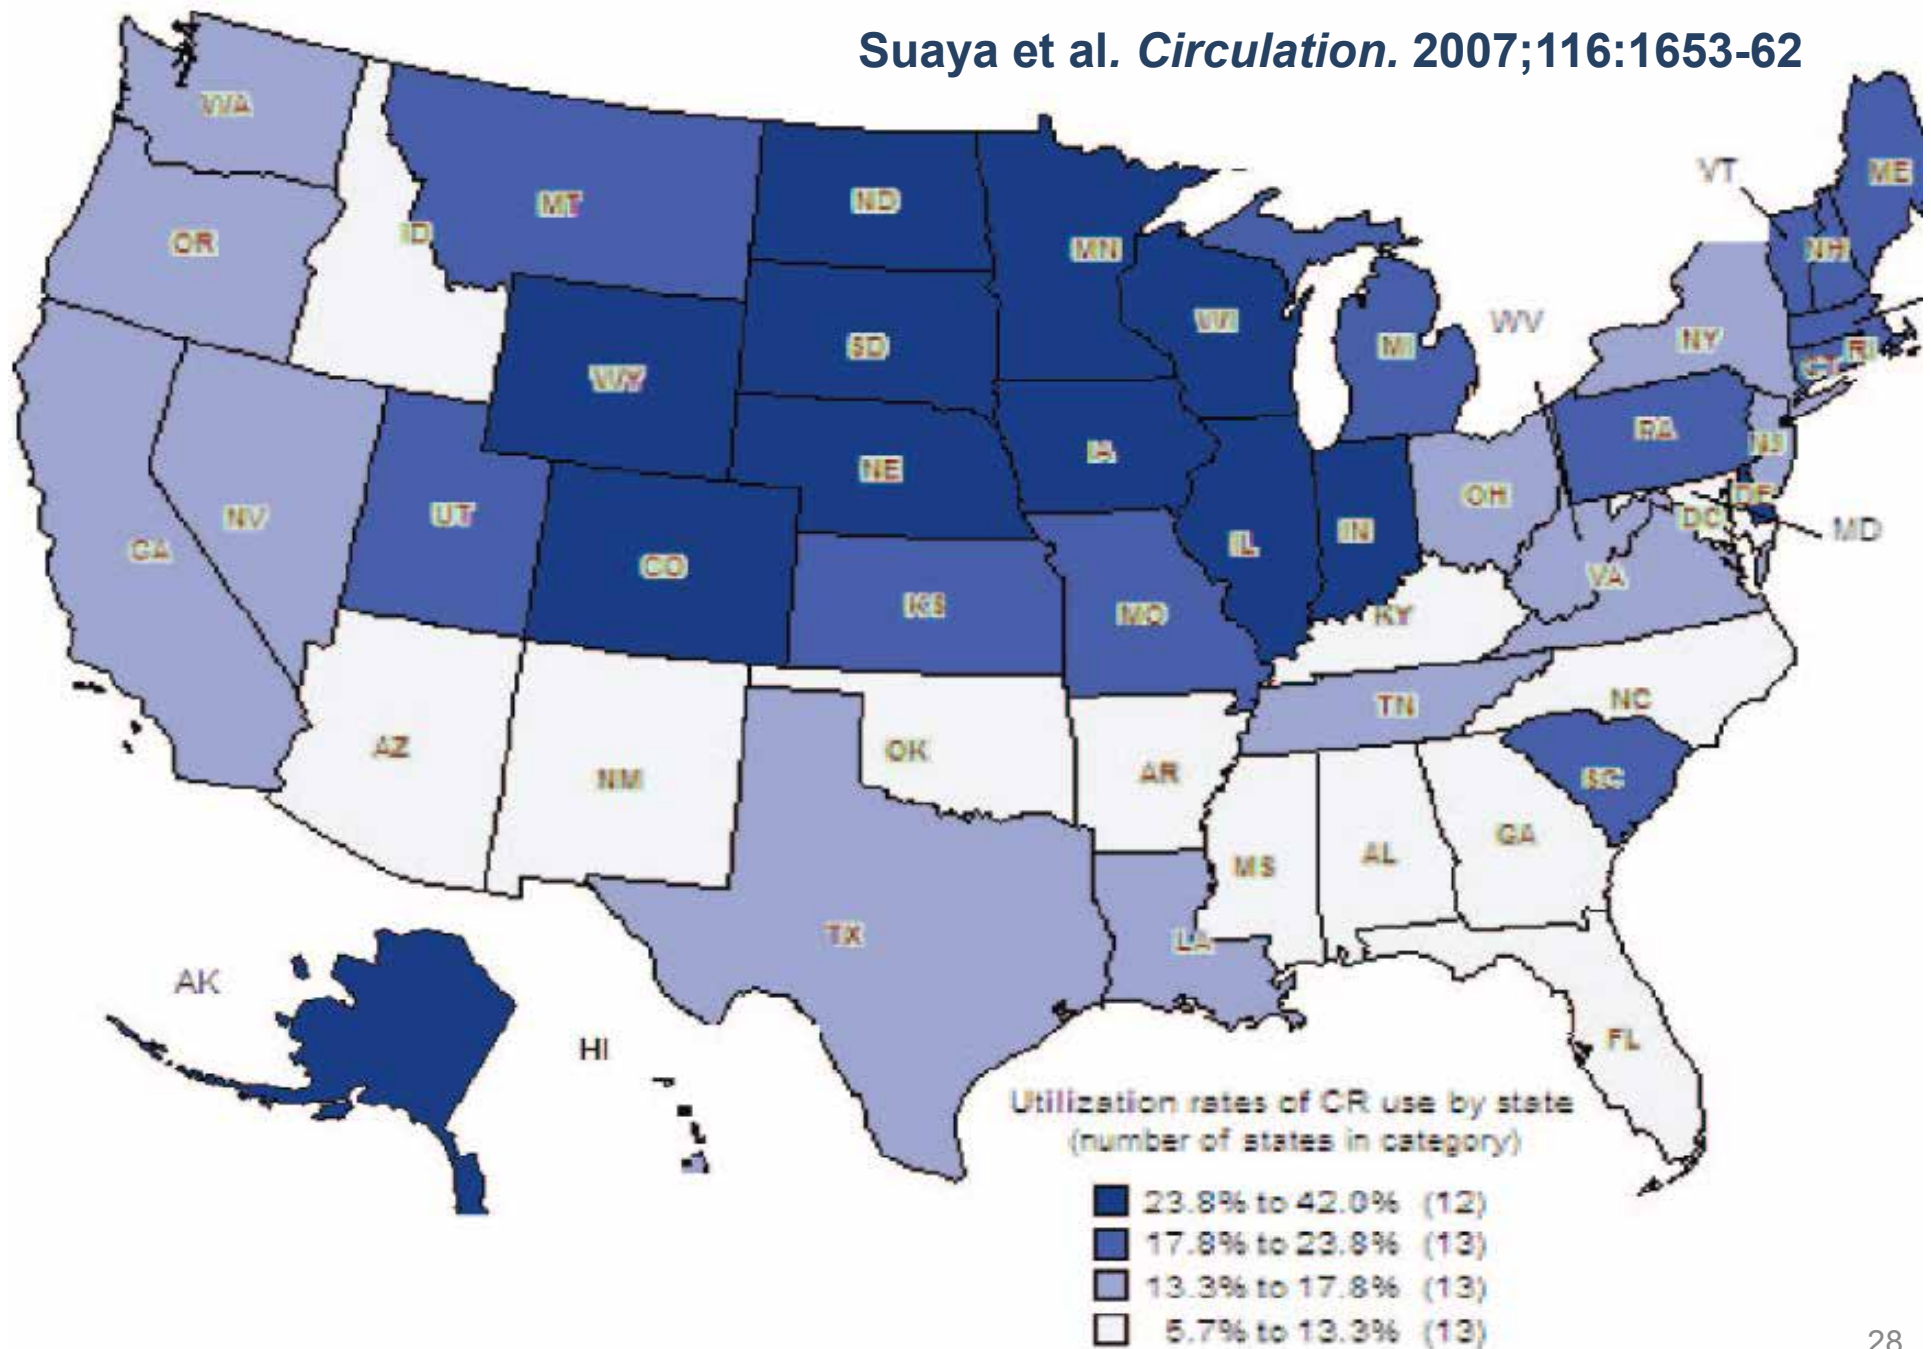 Suaya et al. Circulation. 2007;116:1653-62
WA
VT
ME
MT
ND
OR
ID
MN
NH
WI
WV
MI
NY
RI
SD
CT
WY
NE
IA
PA
NJ
NV
UT
OH
DE
CA
CO
IL
IN
DC
MD
VA
KS
MO
KY
AZ
NM
OK
AR
TN
NC
SC
MS
AL
GA
TX
LA
AK
HI
FL
Utilization rates of CR use by state
(number of states in category)
23.8% to 42.0% (12)
17.8% to 23.8% (13)
13.3% to 17.8% (13)
5.7% to 13.3% (13)
28